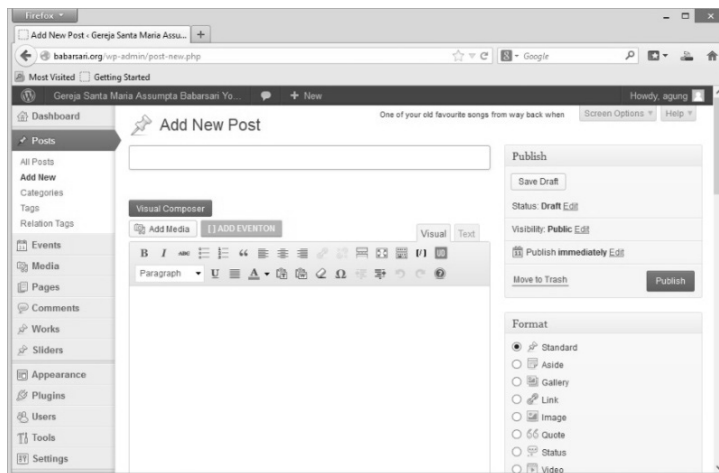 Firefox
Add New Post ‹ Gereja Santa Maria Assu...
babarsari.org/wp-admin/post-new.php
Google
Most Visited Getting Started
Gereja Santa Maria Assumpta Babarsari Yo... + New Howdy, agung
Dashboard
Posts
All Posts
Add New
Categories
Tags
Relation Tags
Events
Media
Pages
Comments
Works
Sliders
Appearance
Plugins
Users
Tools
Settings
One of your old favourite songs from way back when
Screen Options Help
Add New Post
Visual Composer
Add Media [ ] ADD EVENTON
Visual Text
B I ABC
Paragraph U A Ω
Publish
Save Draft
Status: Draft Edit
Visibility: Public Edit
Publish immediately Edit
Move to Trash Publish
Format
Standard
Aside
Gallery
Link
Image
Quote
Status
Video